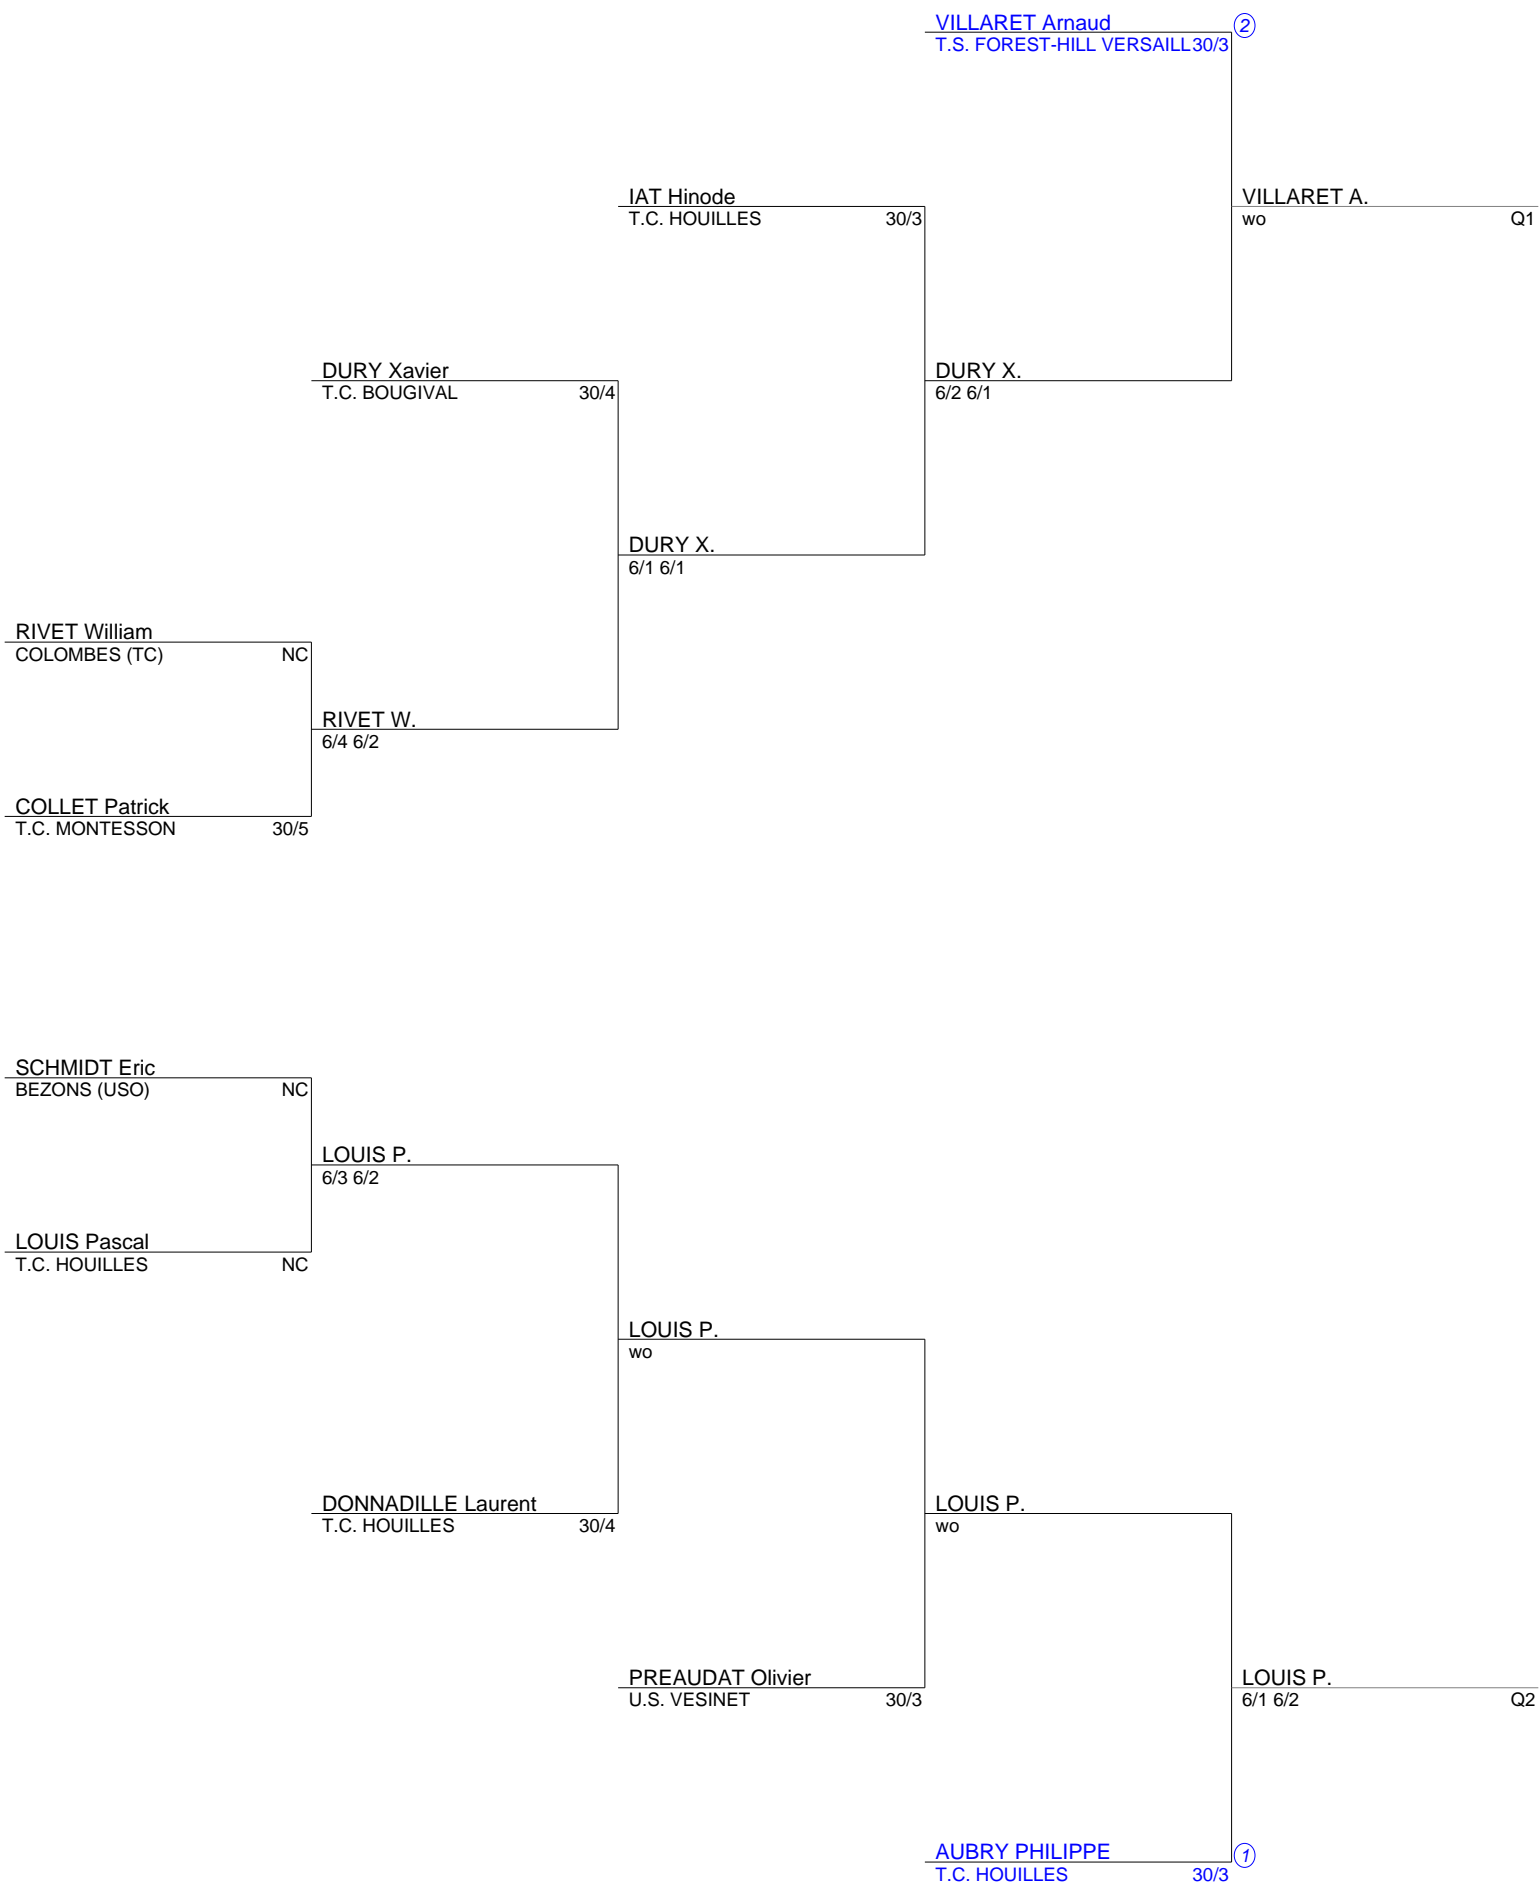 VILLARET Arnaud 2
T.S. FOREST-HILL VERSAILL 30/3
IAT Hinode
T.C. HOUILLES 30/3
VILLARET A.
wo Q1
DURY Xavier
T.C. BOUGIVAL 30/4
DURY X.
6/2 6/1
DURY X.
6/1 6/1
RIVET William
COLOMBES (TC) NC
RIVET W.
6/4 6/2
COLLET Patrick
T.C. MONTESSON 30/5
SCHMIDT Eric
BEZONS (USO) NC
LOUIS P.
6/3 6/2
LOUIS Pascal
T.C. HOUILLES NC
LOUIS P.
wo
DONNADILLE Laurent
T.C. HOUILLES 30/4
LOUIS P.
wo
PREAUDAT Olivier
U.S. VESINET 30/3
LOUIS P.
6/1 6/2 Q2
AUBRY PHILIPPE 1
T.C. HOUILLES 30/3